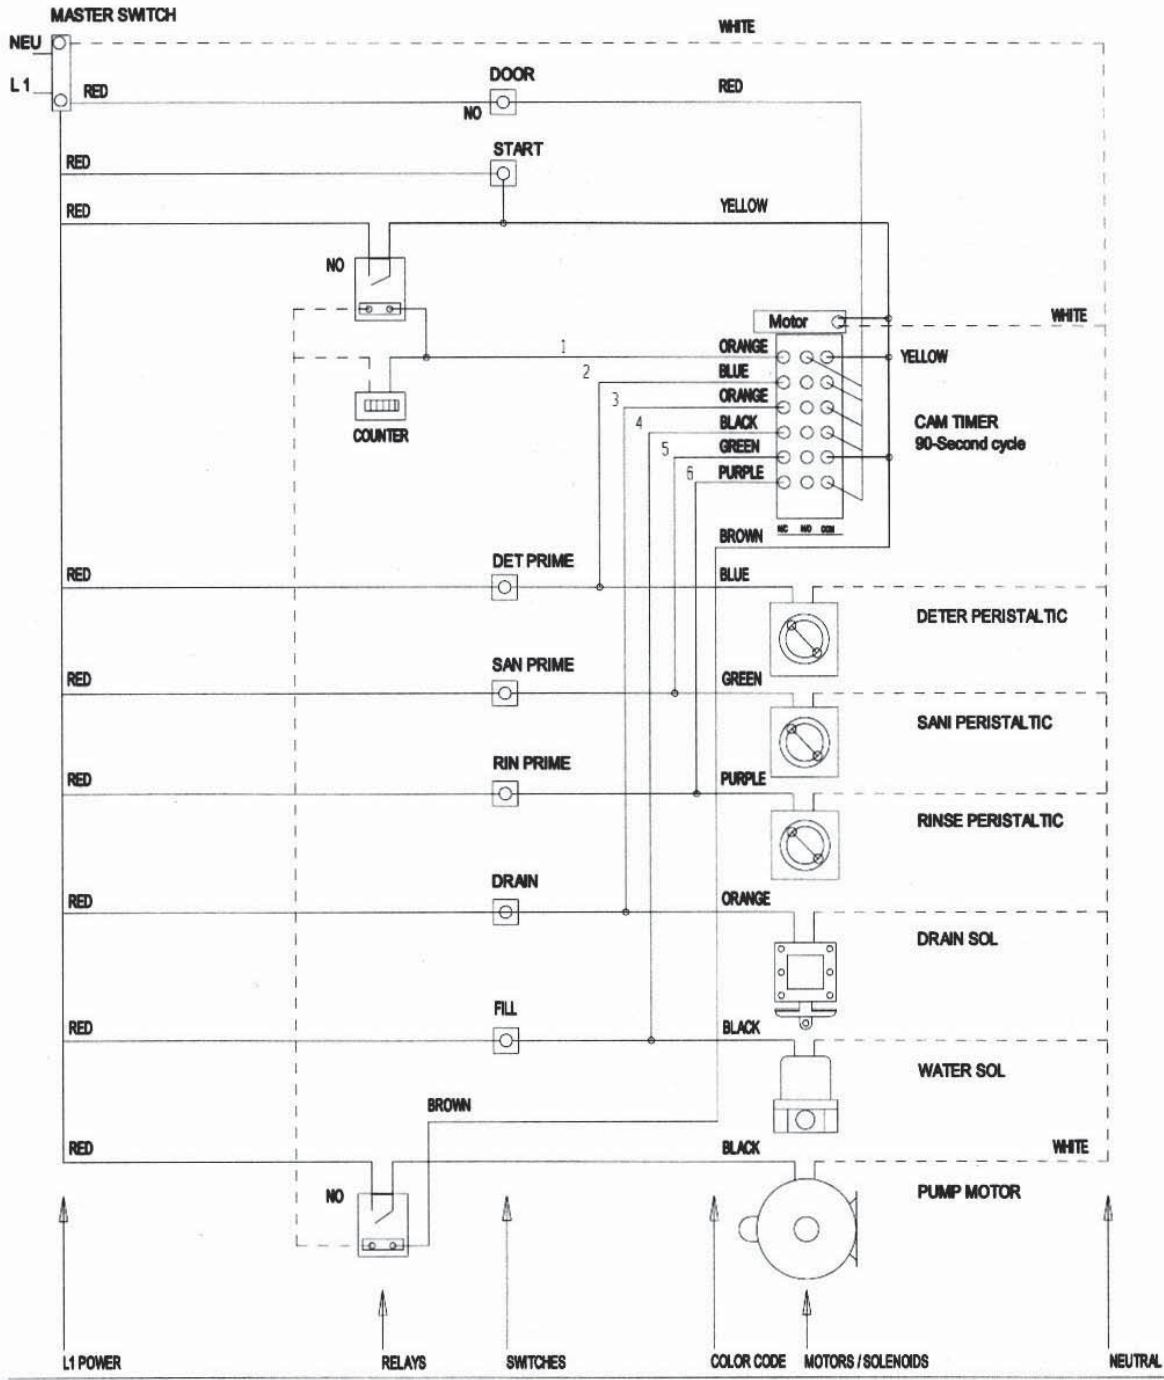 MASTER SWITCH
WHITE
NEU
L 1
RED
DOOR
RED
NO
RED
START
RED
YELLOW
NO
Motor
WHITE
1
ORANGE
YELLOW
2
BLUE
3
ORANGE
4
BLACK
CAM TIMER
90-Second cycle
COUNTER
5
GREEN
6
PURPLE
N/C N/O COM
BROWN
RED
DET PRIME
BLUE
DETER PERISTALTIC
RED
SAN PRIME
GREEN
SANI PERISTALTIC
RED
RIN PRIME
PURPLE
RINSE PERISTALTIC
RED
DRAIN
ORANGE
DRAIN SOL
RED
FILL
BLACK
WATER SOL
BROWN
RED
BLACK
WHITE
NO
PUMP MOTOR
L1 POWER
RELAYS
SWITCHES
COLOR CODE
MOTORS / SOLENOIDS
NEUTRAL